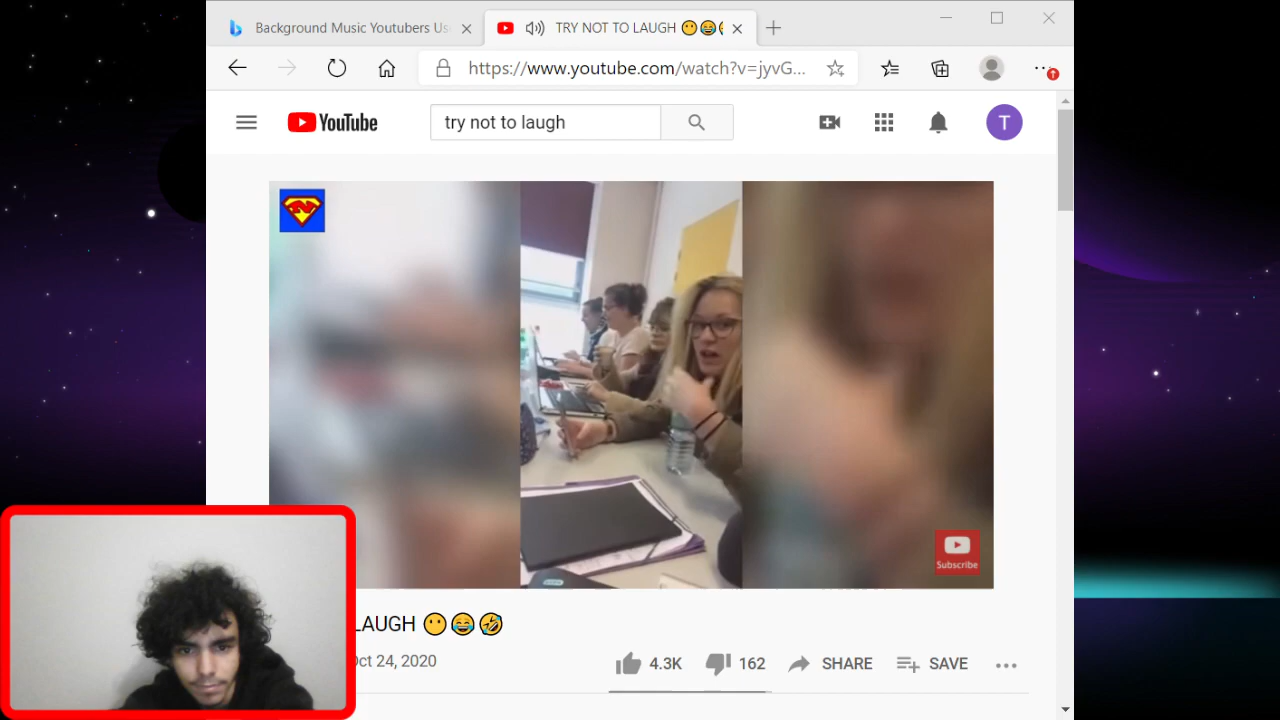 Background Music Youtubers Us
TRY NOT TO LAUGH 😶😂
https://www.youtube.com/watch?v=jyvG...
YouTube
try not to laugh
T
N
Subscribe
LAUGH 😶😂🤣
Oct 24, 2020
4.3K
162
SHARE
SAVE